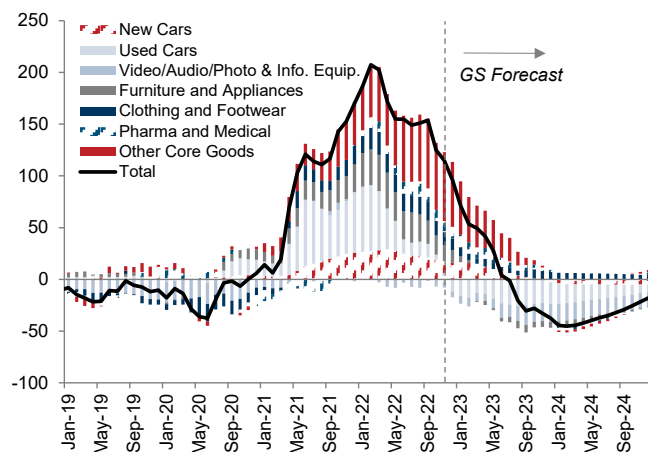 250
200
150
100
50
0
-50
-100
New Cars
Used Cars
Video/Audio/Photo & Info. Equip.
Furniture and Appliances
Clothing and Footwear
Pharma and Medical
Other Core Goods
Total
GS Forecast
Jan-19
May-19
Sep-19
Jan-20
May-20
Sep-20
Jan-21
May-21
Sep-21
Jan-22
May-22
Sep-22
Jan-23
May-23
Sep-23
Jan-24
May-24
Sep-24